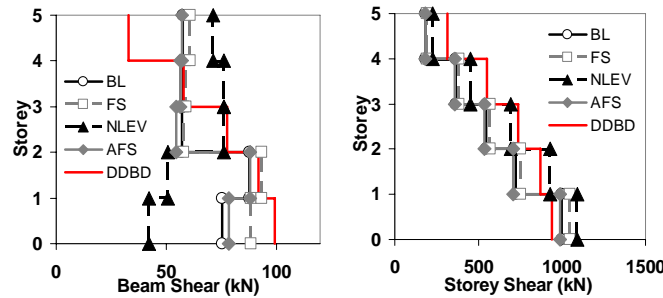 5
4
3
2
1
0
Storey
BL
FS
NLEV
AFS
DDBD
0
50
100
Beam Shear (kN)
5
4
3
2
1
0
Storey
BL
FS
NLEV
AFS
DDBD
0
500
1000
1500
Storey Shear (kN)